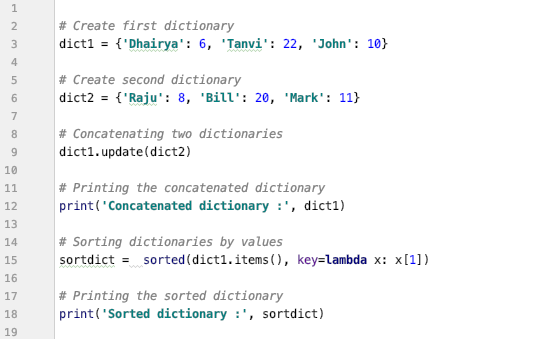 1
2 # Create first dictionary
3 dict1 = {'Dhairya': 6, 'Tanvi': 22, 'John': 10}
4
5 # Create second dictionary
6 dict2 = {'Raju': 8, 'Bill': 20, 'Mark': 11}
7
8 # Concatenating two dictionaries
9 dict1.update(dict2)
10
11 # Printing the concatenated dictionary
12 print('Concatenated dictionary :', dict1)
13
14 # Sorting dictionaries by values
15 sortdict =  sorted(dict1.items(), key=lambda x: x[1])
16
17 # Printing the sorted dictionary
18 print('Sorted dictionary :', sortdict)
19